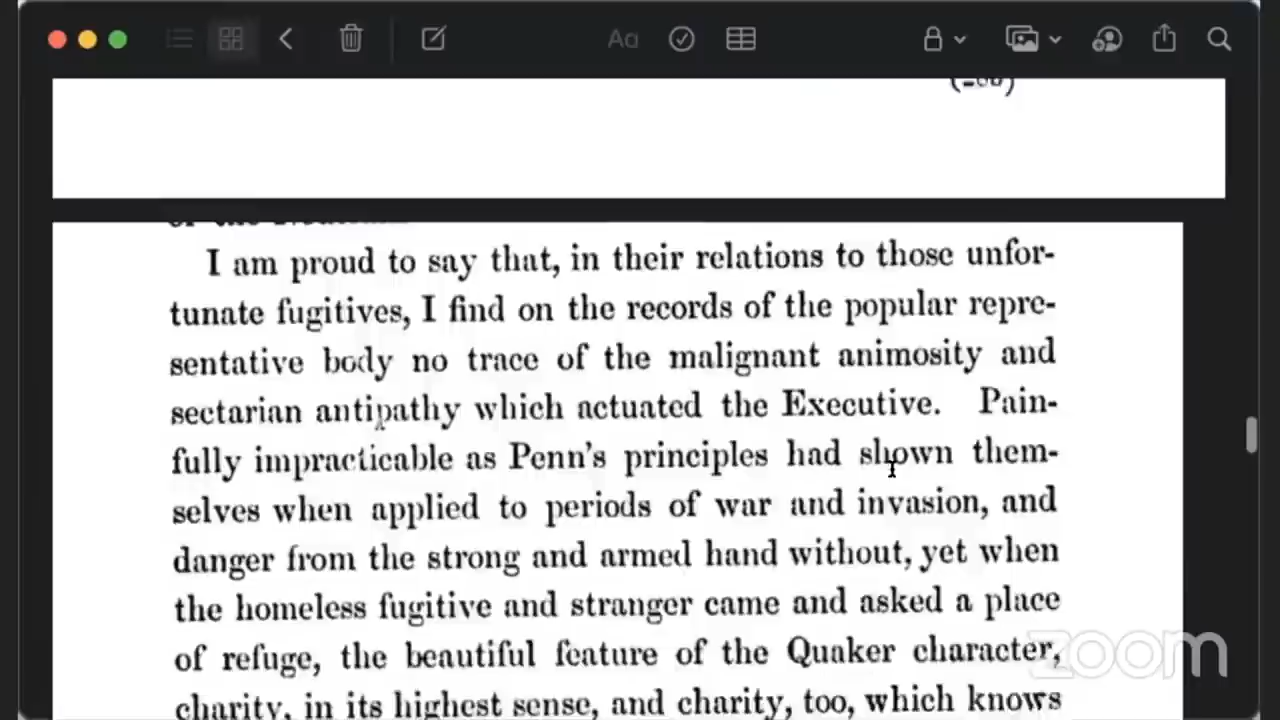 Aa
I am proud to say that, in their relations to those unfor-
tunate fugitives, I find on the records of the popular repre-
sentative body no trace of the malignant animosity and
sectarian antipathy which actuated the Executive. Pain-
fully impracticable as Penn's principles had shown them-
selves when applied to periods of war and invasion, and
danger from the strong and armed hand without, yet when
the homeless fugitive and stranger came and asked a place
of refuge, the beautiful feature of the Quaker character,
charity, in its highest sense, and charity, too, which knows
zoom